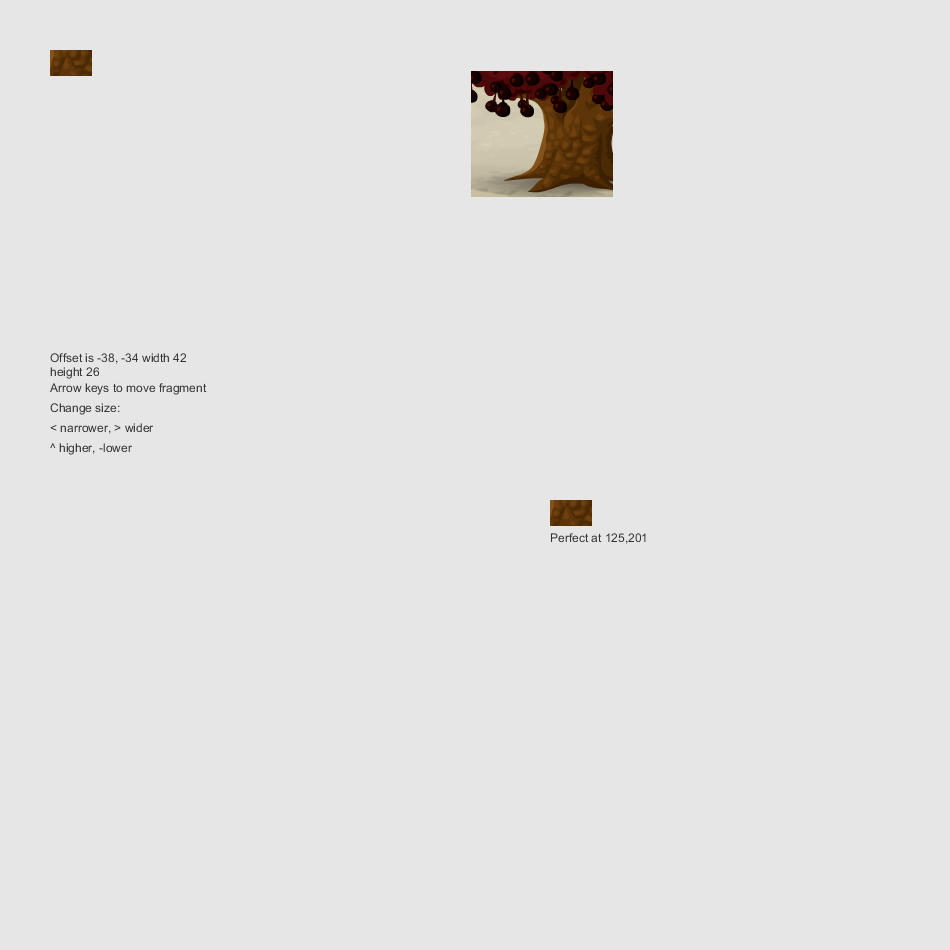 Offset is -38, -34 width 42
height 26
Arrow keys to move fragment
Change size:
< narrower, > wider
^ higher, -lower
Perfect at 125,201